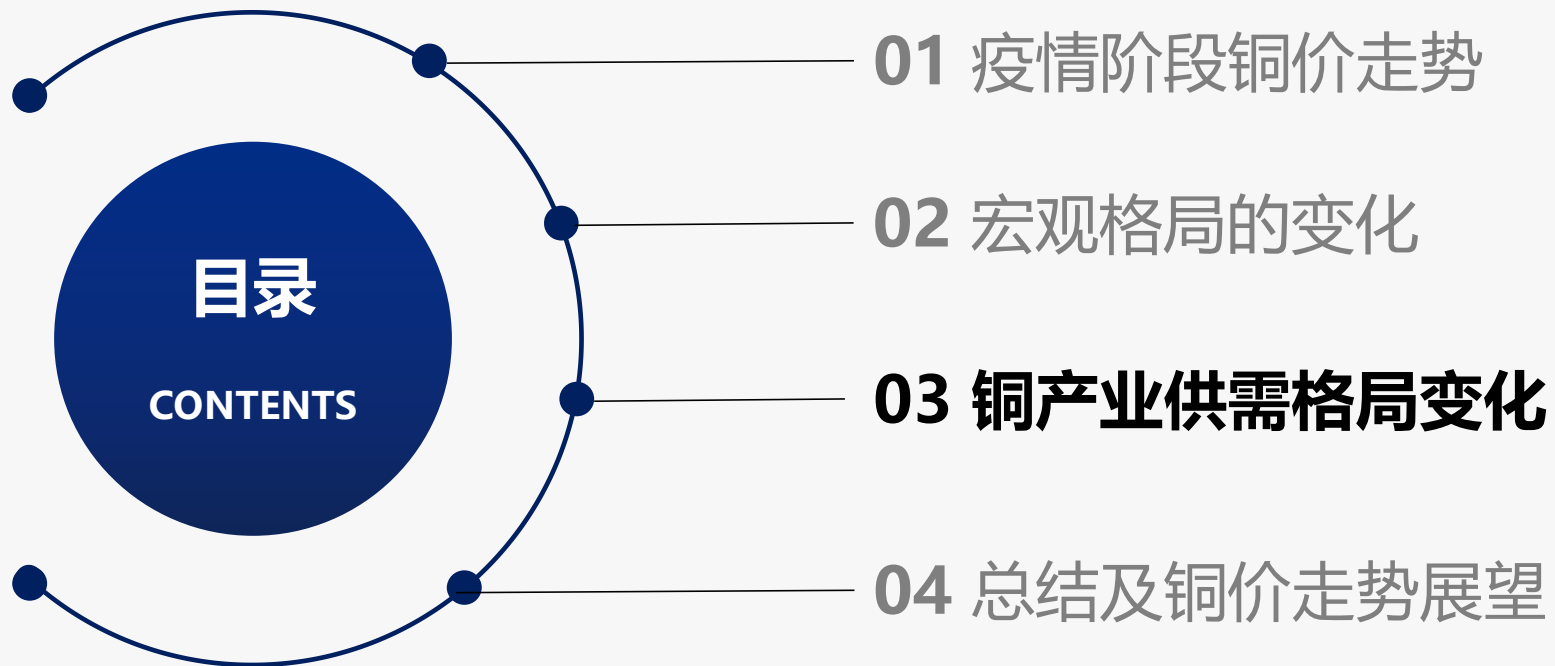 目录
CONTENTS
01 疫情阶段铜价走势
02 宏观格局的变化
03 铜产业供需格局变化
04 总结及铜价走势展望